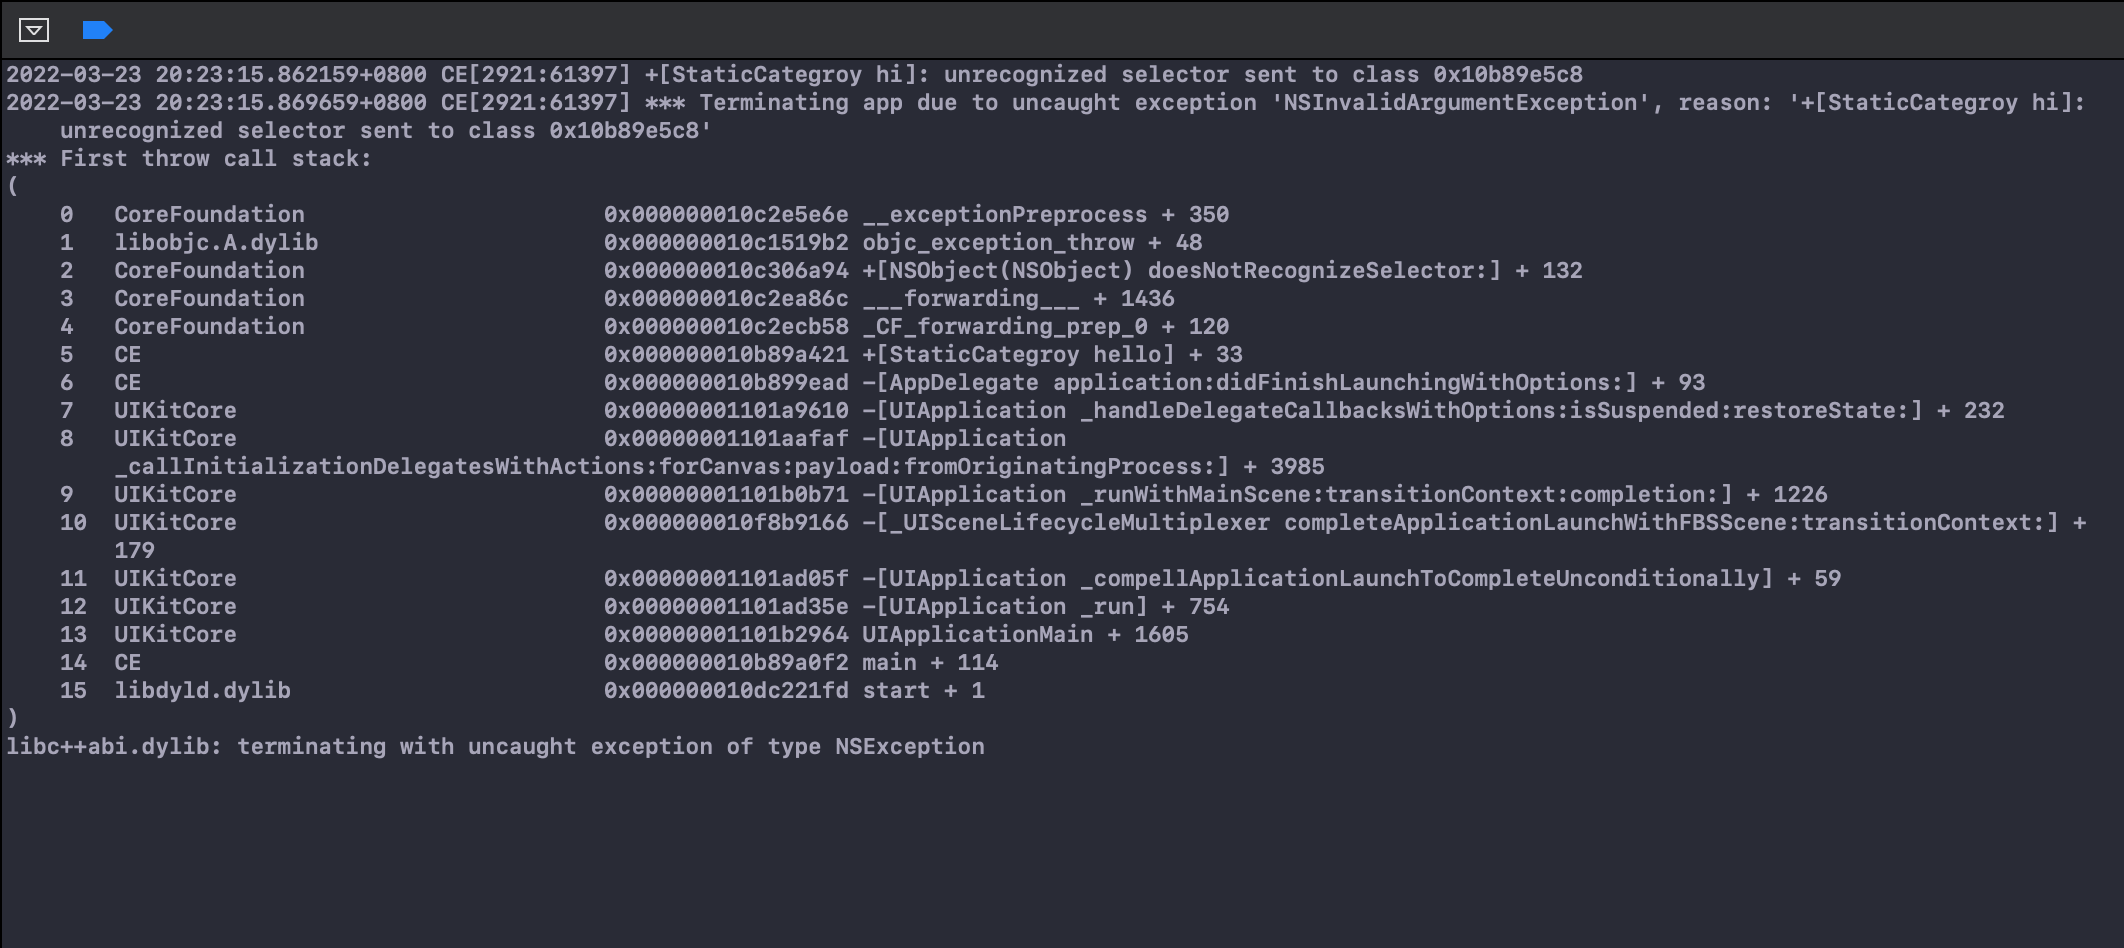 2022-03-23 20:23:15.862159+0800 CE[2921:61397] +[StaticCategroy hi]: unrecognized selector sent to class 0x10b89e5c8
2022-03-23 20:23:15.869659+0800 CE[2921:61397] *** Terminating app due to uncaught exception 'NSInvalidArgumentException', reason: '+[StaticCategroy hi]:
unrecognized selector sent to class 0x10b89e5c8'
*** First throw call stack:
(
0 CoreFoundation 0x000000010c2e5e6e __exceptionPreprocess + 350
1 libobjc.A.dylib 0x000000010c1519b2 objc_exception_throw + 48
2 CoreFoundation 0x000000010c306a94 +[NSObject(NSObject) doesNotRecognizeSelector:] + 132
3 CoreFoundation 0x000000010c2ea86c ___forwarding___ + 1436
4 CoreFoundation 0x000000010c2ecb58 _CF_forwarding_prep_0 + 120
5 CE 0x000000010b89a421 +[StaticCategroy hello] + 33
6 CE 0x000000010b899ead -[AppDelegate application:didFinishLaunchingWithOptions:] + 93
7 UIKitCore 0x00000001101a9610 -[UIApplication _handleDelegateCallbacksWithOptions:isSuspended:restoreState:] + 232
8 UIKitCore 0x00000001101aafaf -[UIApplication
_callInitializationDelegatesWithActions:forCanvas:payload:fromOriginatingProcess:] + 3985
9 UIKitCore 0x00000001101b0b71 -[UIApplication _runWithMainScene:transitionContext:completion:] + 1226
10 UIKitCore 0x000000010f8b9166 -[_UISceneLifecycleMultiplexer completeApplicationLaunchWithFBSScene:transitionContext:] +
179
11 UIKitCore 0x00000001101ad05f -[UIApplication _compellApplicationLaunchToCompleteUnconditionally] + 59
12 UIKitCore 0x00000001101ad35e -[UIApplication _run] + 754
13 UIKitCore 0x00000001101b2964 UIApplicationMain + 1605
14 CE 0x000000010b89a0f2 main + 114
15 libdyld.dylib 0x000000010dc221fd start + 1
)
libc++abi.dylib: terminating with uncaught exception of type NSException